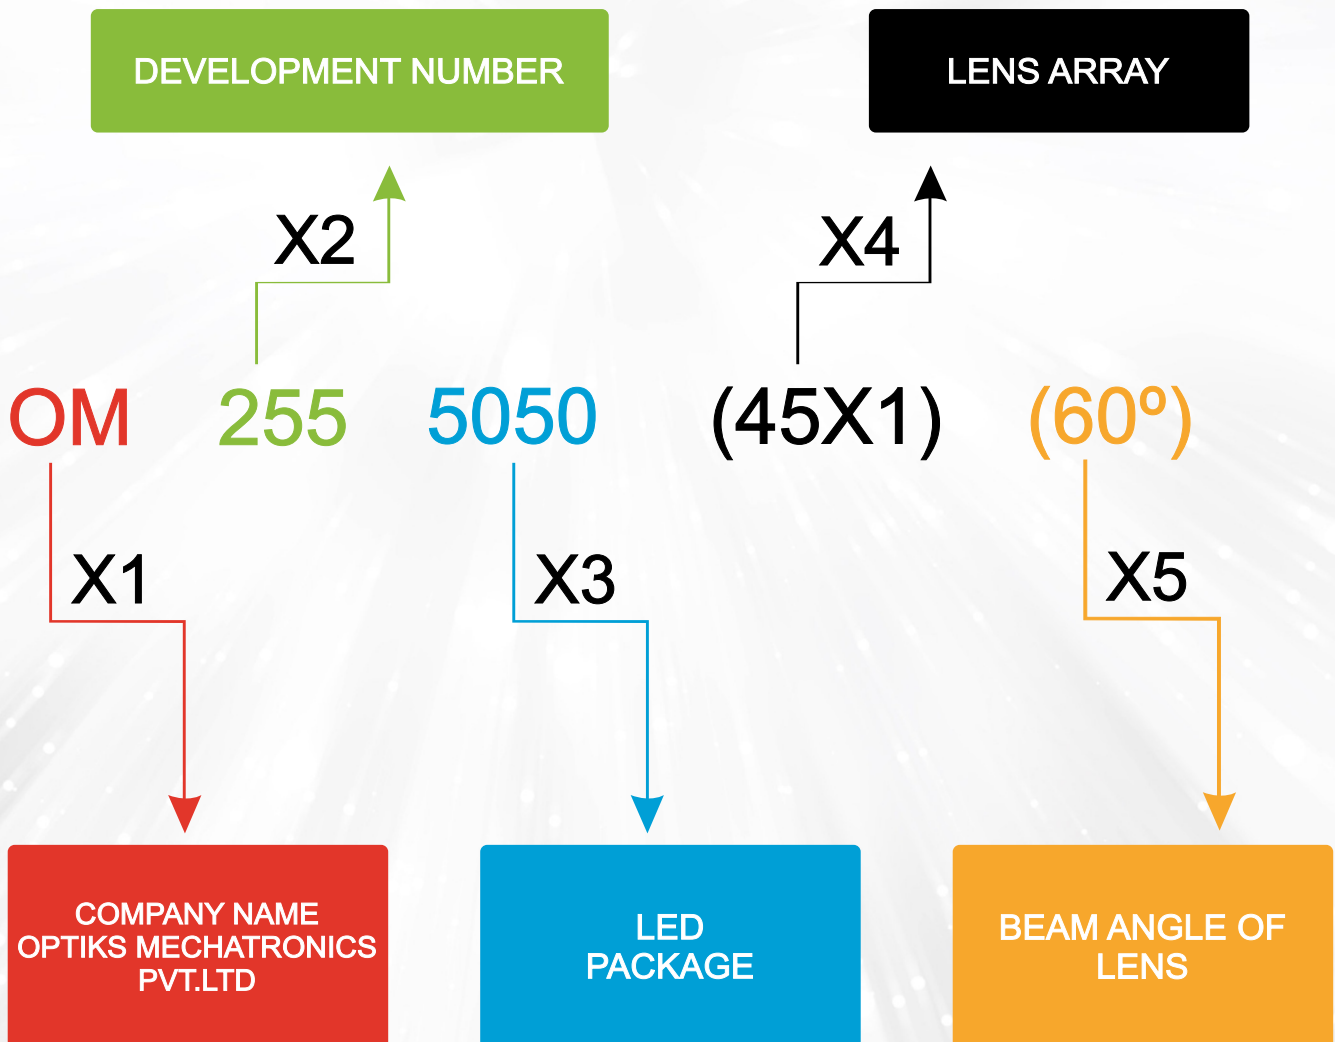 DEVELOPMENT NUMBER
LENS ARRAY
X2
X4
OM 255 5050 (45X1) (60º)
X1
X3
X5
COMPANY NAME
OPTIKS MECHATRONICS
PVT.LTD
LED
PACKAGE
BEAM ANGLE OF
LENS